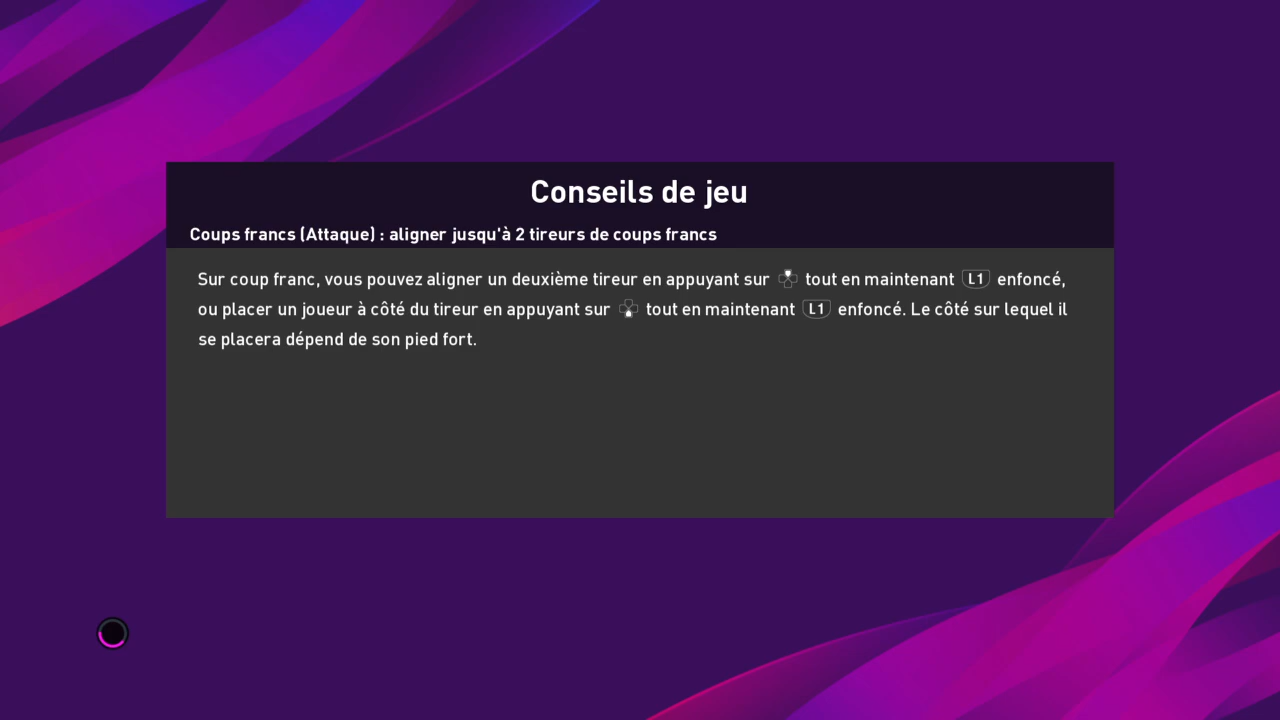 Conseils de jeu
Coups francs (Attaque) : aligner jusqu'à 2 tireurs de coups francs
Sur coup franc, vous pouvez aligner un deuxième tireur en appuyant sur tout en maintenant L1 enfoncé,
ou placer un joueur à côté du tireur en appuyant sur tout en maintenant L1 enfoncé. Le côté sur lequel il
se placera dépend de son pied fort.